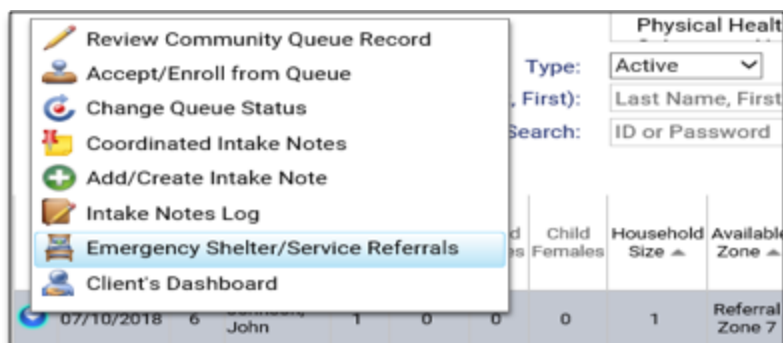 Review Community Queue Record
Accept/Enroll from Queue
Change Queue Status
Coordinated Intake Notes
Add/Create Intake Note
Intake Notes Log
Emergency Shelter/Service Referrals
Client's Dashboard
Physical Healt
Type: Active
, First): Last Name, First
Search: ID or Password
d Child Household Available
es Females Size Zone
07/10/2018 6 John 1 0 0 0 1 Referral
Zone 7